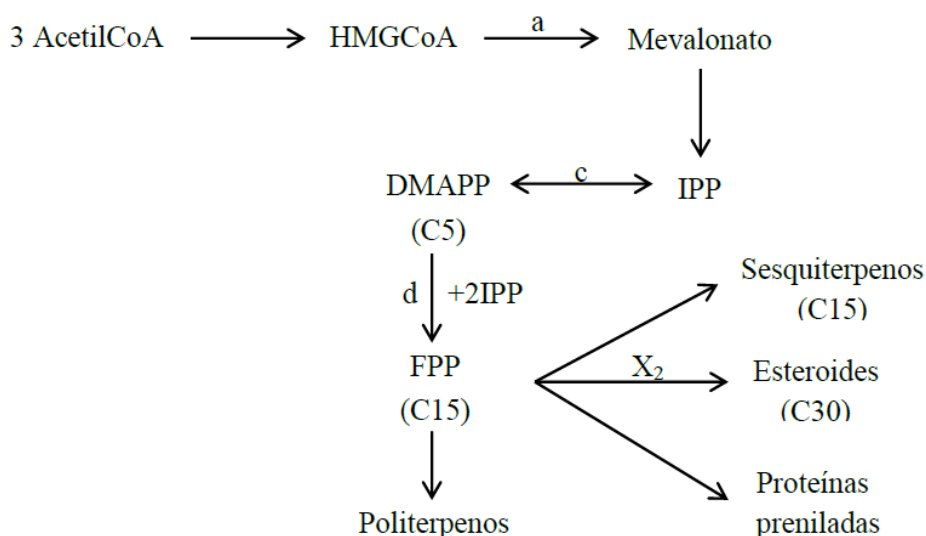 3 AcetilCoA HMGCoA a Mevalonato
DMAPP c IPP
(C5)
d +2IPP
Sesquiterpenos
(C15)
FPP
(C15)
X₂
Esteroides
(C30)
Politerpenos
Proteínas
preniladas